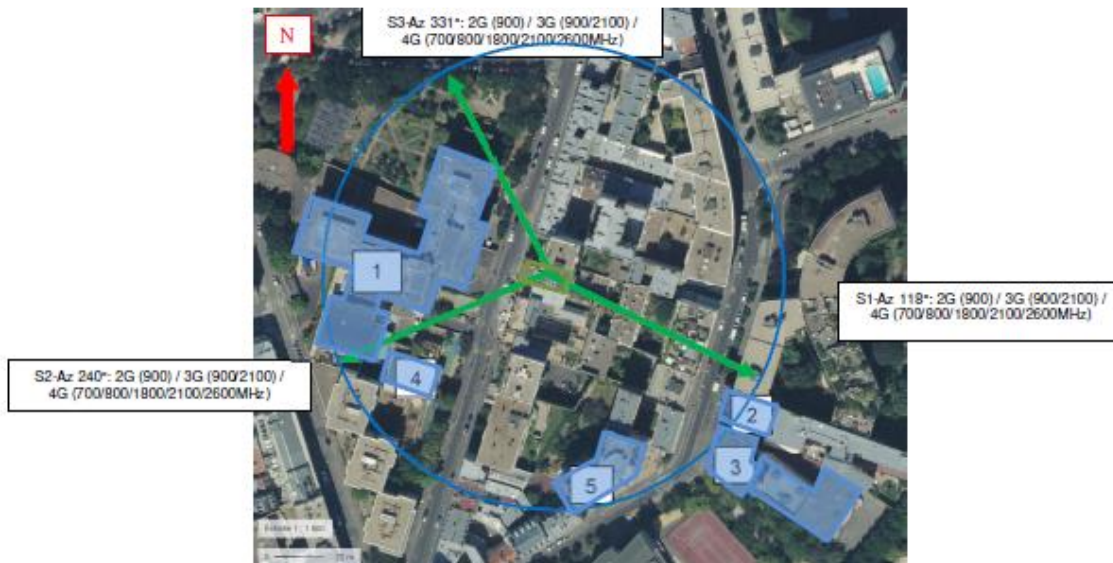 S3-Az 331°: 2G (900) / 3G (900/2100) /
4G (700/800/1800/2100/2600MHz)
N
1
S1-Az 118°: 2G (900) / 3G (900/2100) /
4G (700/800/1800/2100/2600MHz)
S2-Az 240°: 2G (900) / 3G (900/2100) /
4G (700/800/1800/2100/2600MHz)
4
2
3
5